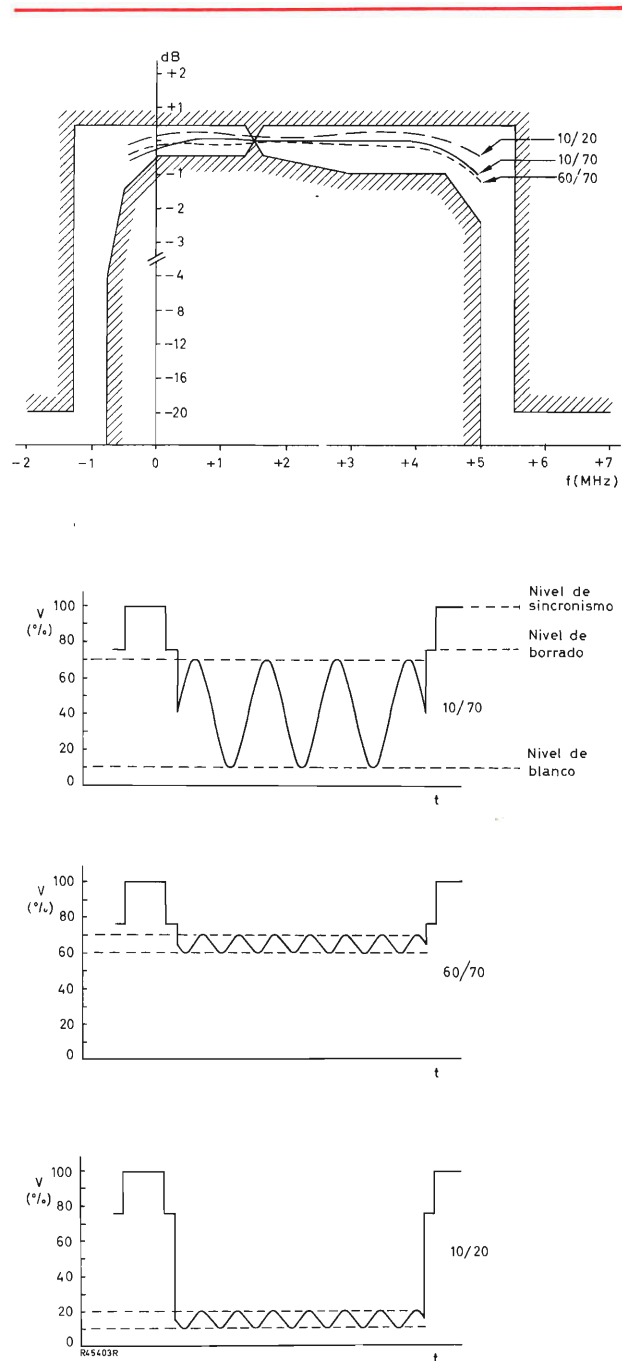 dB
+2
+1
-1
-2
-3
-4
-8
-12
-16
-20
10/20
10/70
60/70
-2 -1 0 +1 +2 +3 +4 +5 +6 +7
f(MHz)
V
(%)
100
80
60
40
20
0
Nivel de
sincronismo
Nivel de
borrado
10/70
Nivel de
blanco
t
V
(%)
100
80
60
40
20
0
60/70
t
V
(%)
100
80
60
40
20
0
10/20
R45403R
t